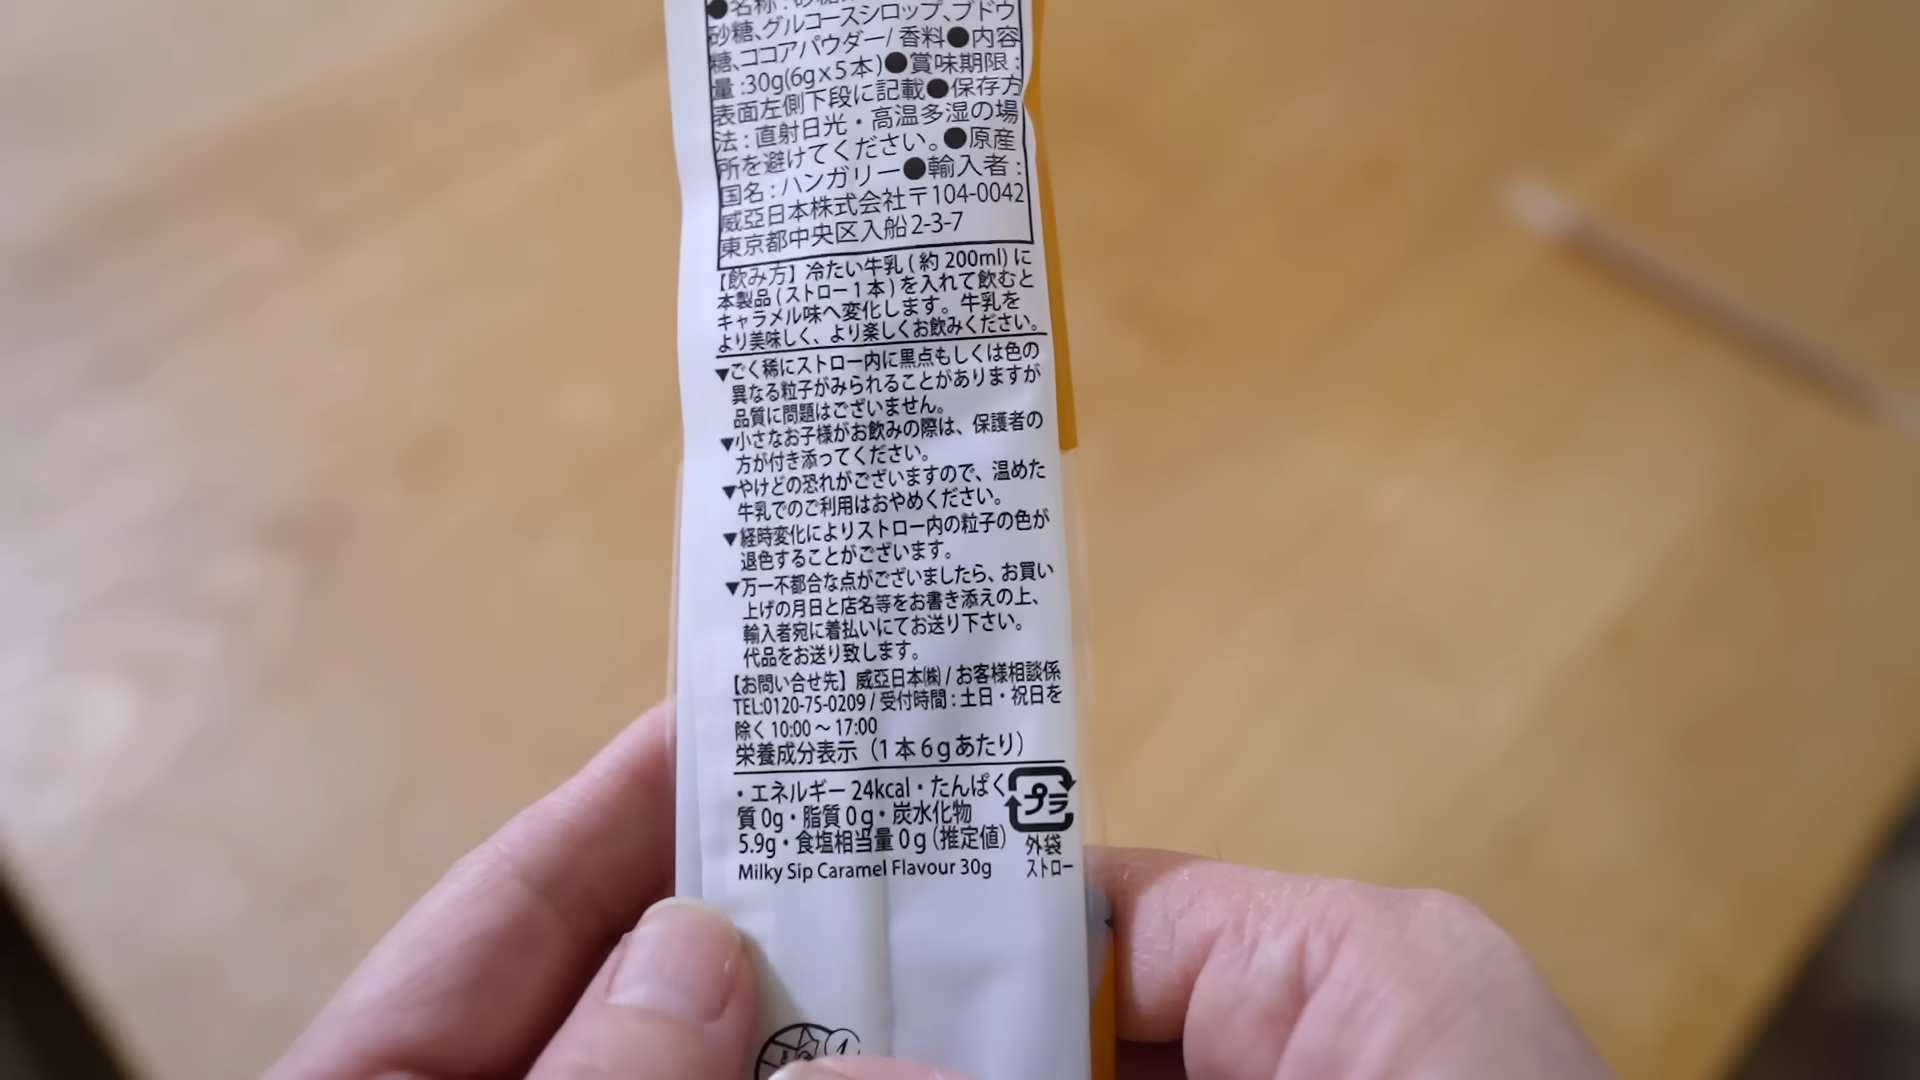 ●名称:砂糖
砂糖、グルコースシロップ、ブドウ
糖、ココアパウダー/香料●内容
量:30g(6gx5本)●賞味期限:
表面左側下段に記載●保存方
法:直射日光・高温多湿の場
所を避けてください。●原産
国名:ハンガリー●輸入者:
威亞日本株式会社〒104-0042
東京都中央区入船2-3-7
【飲み方】冷たい牛乳(約200ml)に
本製品(ストロー1本)を入れて飲むと
キャラメル味へ変化します。牛乳を
より美味しく、より楽しくお飲みください。
▼ごく稀にストロー内に黒点もしくは色の
異なる粒子がみられることがありますが
品質に問題はございません。
▼小さなお子様がお飲みの際は、保護者の
方が付き添ってください。
▼やけどの恐れがございますので、温めた
牛乳でのご利用はおやめください。
▼経時変化によりストロー内の粒子の色が
退色することがございます。
▼万一不都合な点がございましたら、お買い
上げの月日と店名等をお書き添えの上、
輸入者宛に着払いにてお送り下さい。
代品をお送り致します。
【お問い合せ先】威亞日本㈱/お客様相談係
TEL:0120-75-0209/受付時間:土日・祝日を
除く10:00～17:00
栄養成分表示(1本6gあたり)
・エネルギー 24kcal・たんぱく
質0g・脂質0g・炭水化物
5.9g・食塩相当量0g(推定値)
Milky Sip Caramel Flavour 30g
プラ
外袋
ストロー